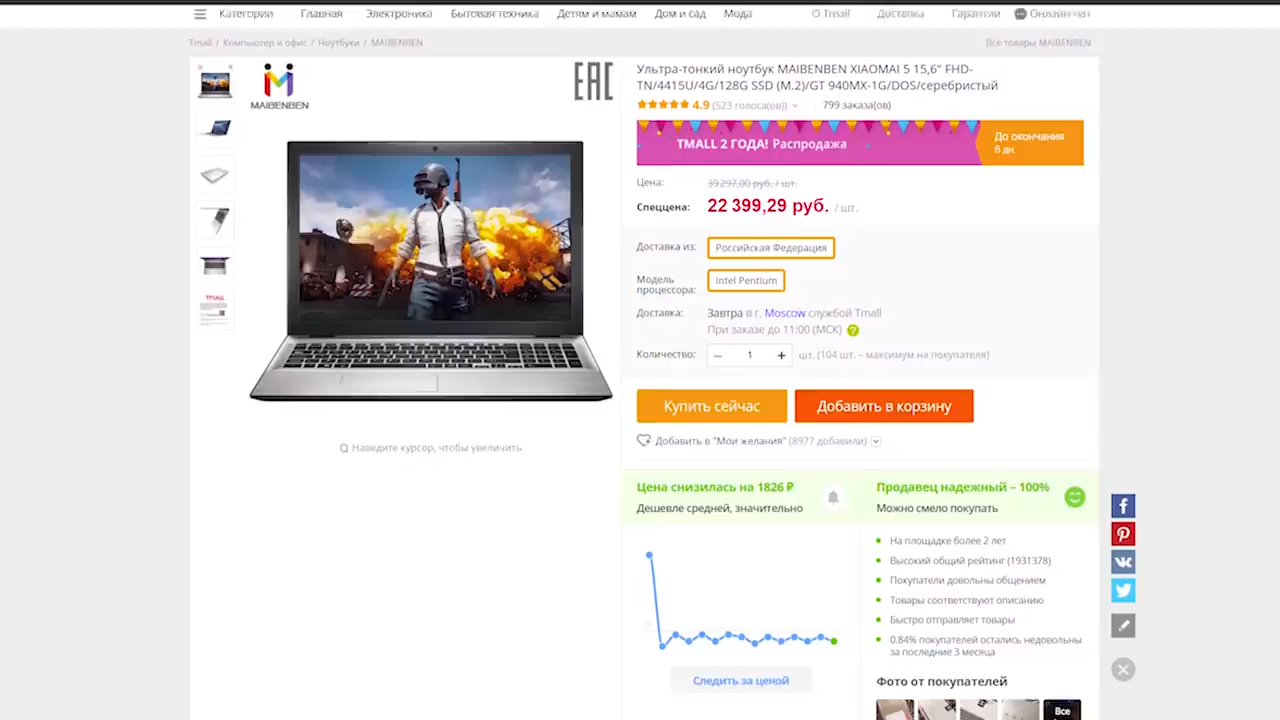 Категории Главная Электроника Бытовая техника Детям и мамам Дом и сад Мода Tmall Доставка Гарантии Онлайн-чат
Tmall / Компьютер и офис / Ноутбуки / MAIBENBEN Все товары MAIBENBEN
MAIBENBEN
EAC
Наведите курсор, чтобы увеличить
Ультра-тонкий ноутбук MAIBENBEN XIAOMAI 5 15,6" FHD-
TN/4415U/4G/128G SSD (M.2)/GT 940MX-1G/DOS/серебристый
4.9 (523 голоса(ов)) 799 заказа(ов)
TMALL 2 ГОДА! Распродажа
До окончания
6 дн.
Цена: 39 297,00 руб. / шт.
Спеццена: 22 399,29 руб. / шт.
Доставка из: Российская Федерация
Модель
процессора:
Intel Pentium
Доставка: Завтра в г. Moscow службой Tmall
При заказе до 11:00 (МСК) ?
Количество: − 1 + шт. (104 шт. – максимум на покупателя)
Купить сейчас Добавить в корзину
Добавить в "Мои желания" (8977 добавили)
Цена снизилась на 1826 ₽
Дешевле средней, значительно
Следить за ценой
Продавец надежный – 100%
Можно смело покупать
На площадке более 2 лет
Высокий общий рейтинг (1931378)
Покупатели довольны общением
Товары соответствуют описанию
Быстро отправляет товары
0.84% покупателей остались недовольны
за последние 3 месяца
Фото от покупателей
Все